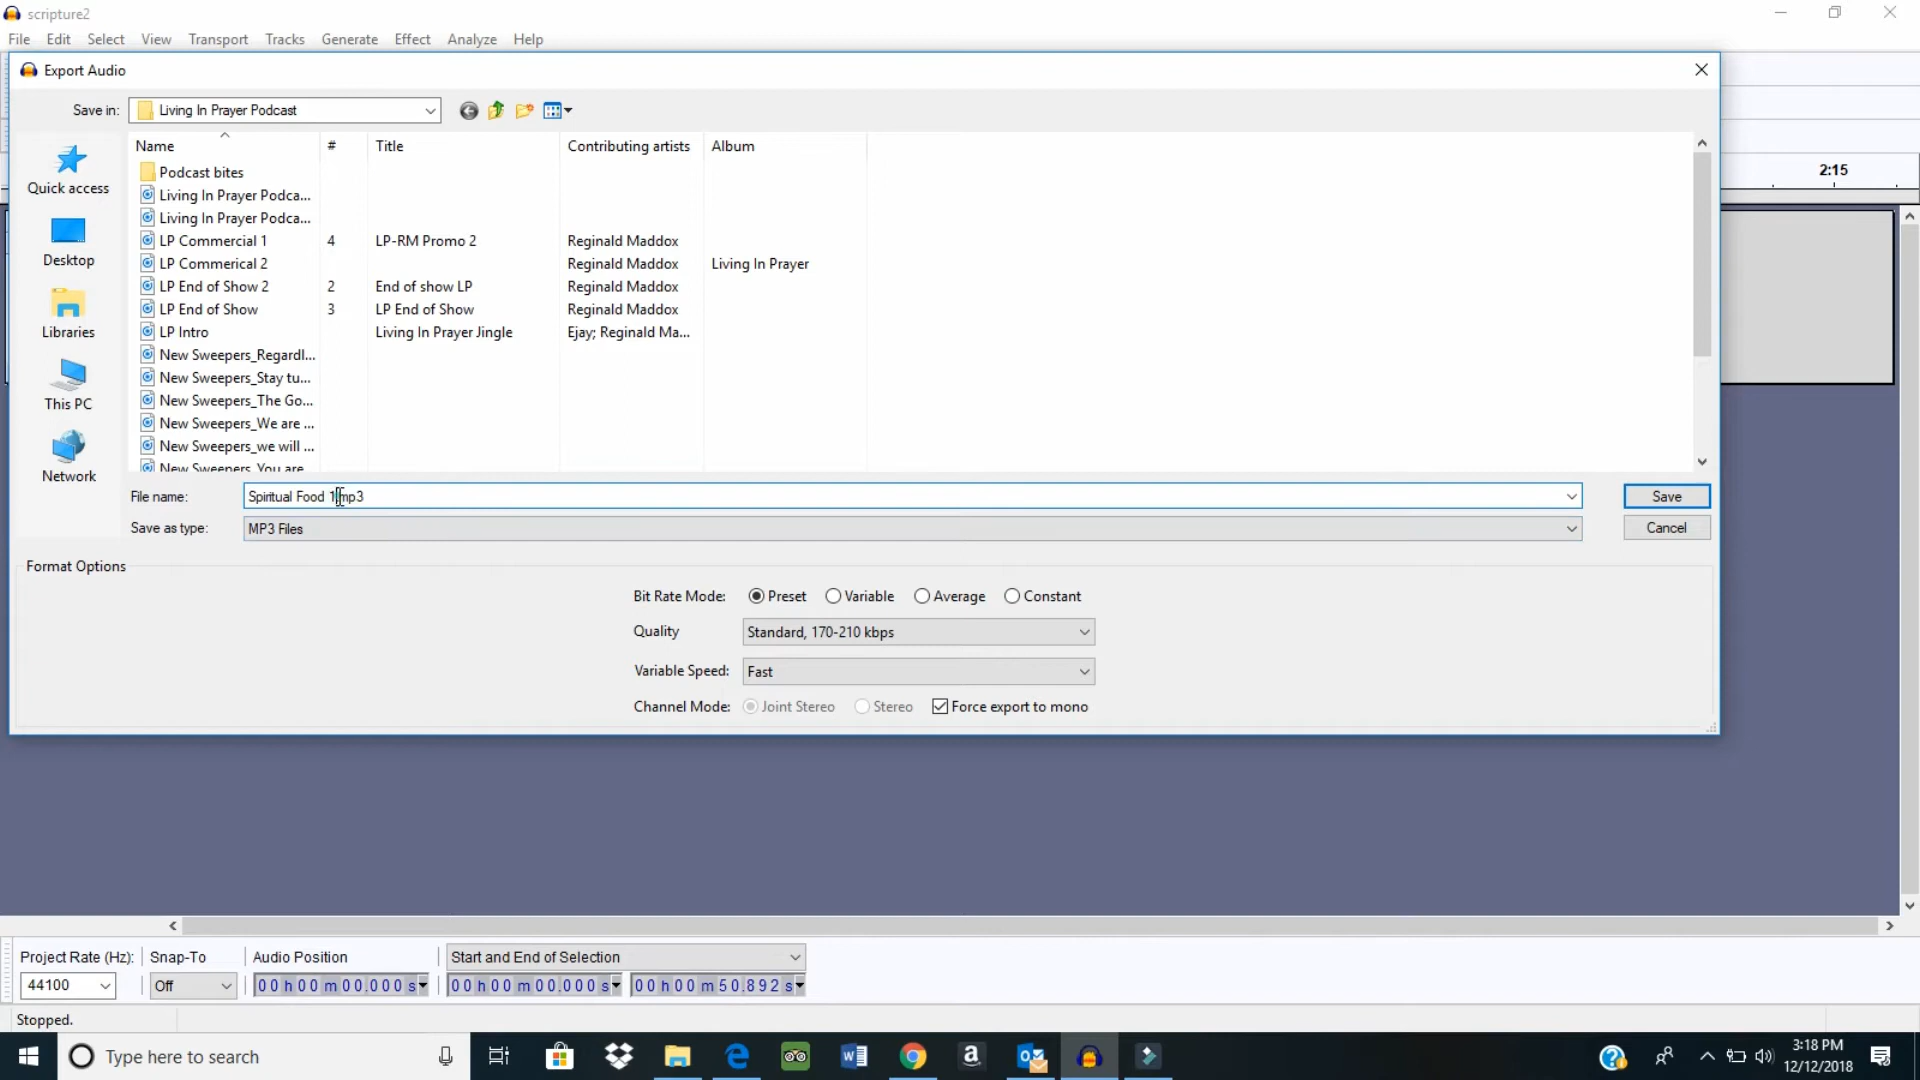 scripture2
File Edit Select View Transport Tracks Generate Effect Analyze Help
Export Audio
Save in: Living In Prayer Podcast
Name # Title Contributing artists Album
Podcast bites
Living In Prayer Podca...
Living In Prayer Podca...
LP Commercial 1 4 LP-RM Promo 2 Reginald Maddox
LP Commerical 2 Reginald Maddox Living In Prayer
LP End of Show 2 2 End of show LP Reginald Maddox
LP End of Show 3 LP End of Show Reginald Maddox
LP Intro Living In Prayer Jingle Ejay; Reginald Ma...
New Sweepers_Regardl...
New Sweepers_Stay tu...
New Sweepers_The Go...
New Sweepers_We are ...
New Sweepers_we will ...
New Sweepers_You are
Quick access
Desktop
Libraries
This PC
Network
2:15
File name: Spiritual Food 1.mp3 Save
Save as type: MP3 Files Cancel
Format Options
Bit Rate Mode: Preset Variable Average Constant
Quality Standard, 170-210 kbps
Variable Speed: Fast
Channel Mode: Joint Stereo Stereo Force export to mono
Project Rate (Hz): Snap-To Audio Position Start and End of Selection
44100 Off 00 h 00 m 00.000 s 00 h 00 m 00.000 s 00 h 00 m 50.892 s
Stopped.
Type here to search
3:18 PM
12/12/2018